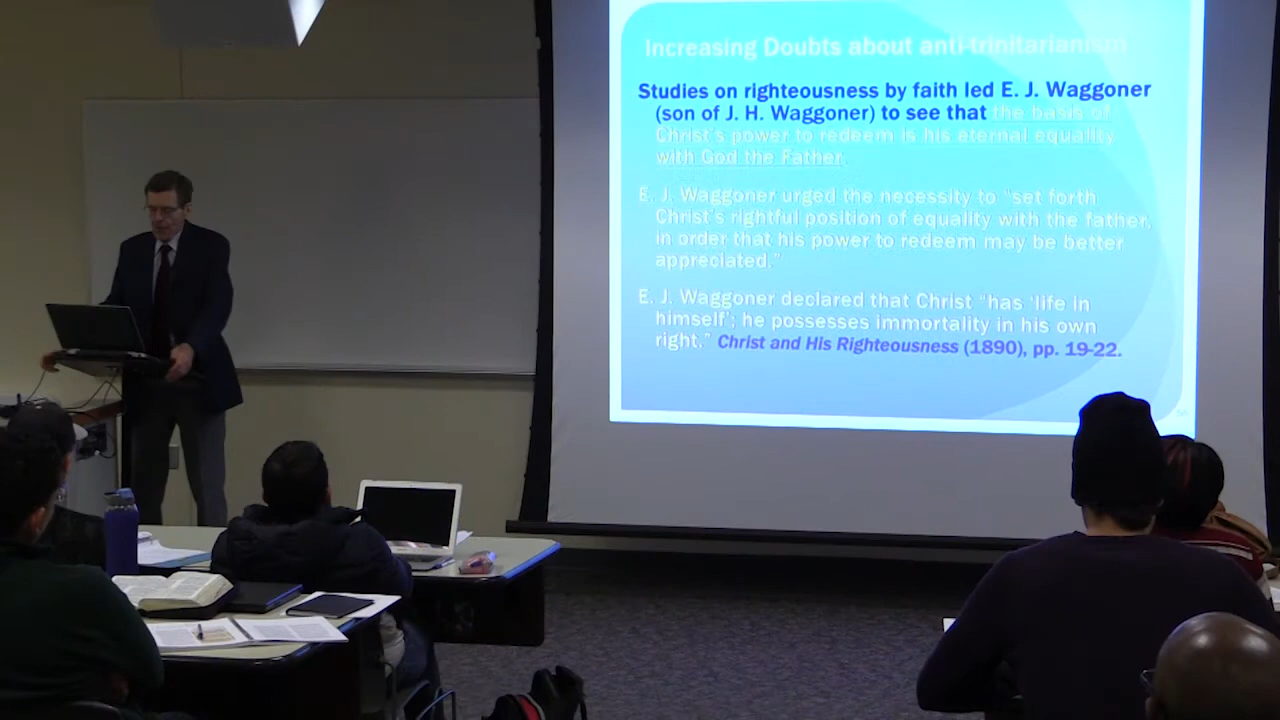 Increasing Doubts about anti-trinitarianism
Studies on righteousness by faith led E. J. Waggoner
(son of J. H. Waggoner) to see that the basis of
Christ's power to redeem is his eternal equality
with God the Father.
E. J. Waggoner urged the necessity to "set forth
Christ's rightful position of equality with the father,
in order that his power to redeem may be better
appreciated."
E. J. Waggoner declared that Christ "has 'life in
himself'; he possesses immortality in his own
right." Christ and His Righteousness (1890), pp. 19-22.